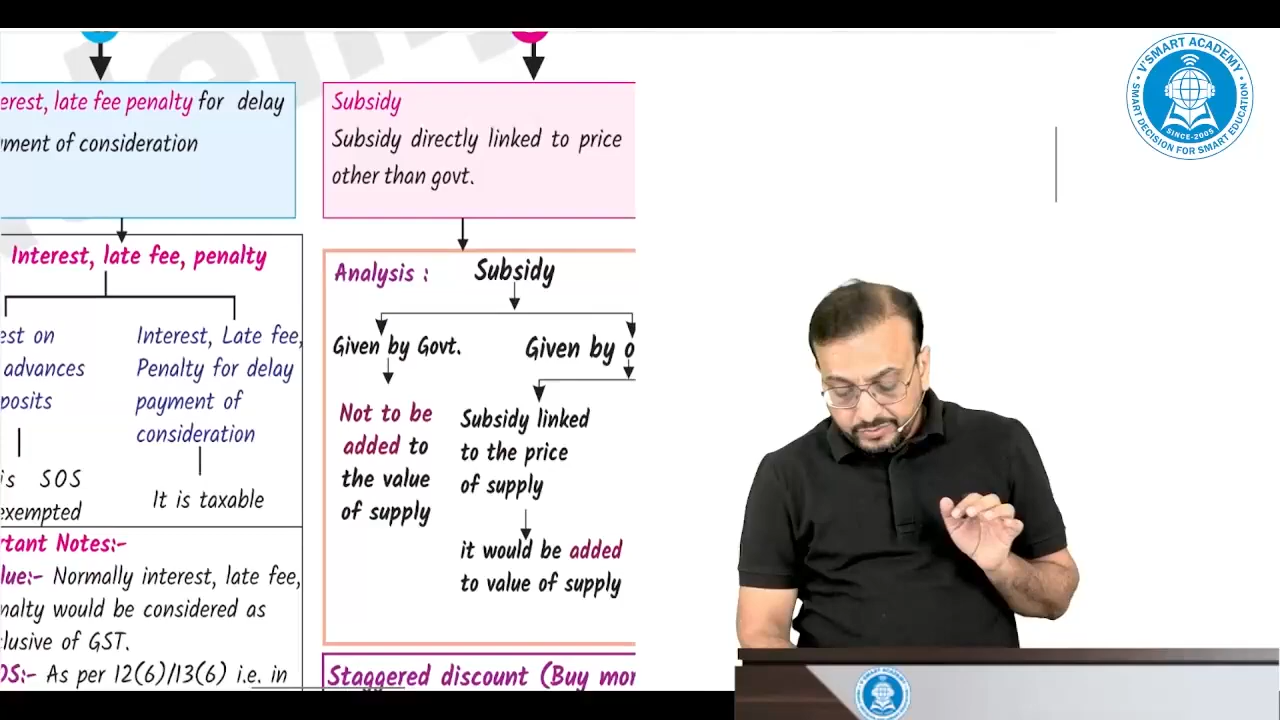 erest, late fee penalty for delay
ment of consideration
Interest, late fee, penalty
est on
advances
posits
is SOS
exempted
Interest, Late fee,
Penalty for delay
payment of
consideration
It is taxable
rtant Notes:-
lue:- Normally interest, late fee,
nalty would be considered as
clusive of GST.
OS:- As per 12(6)/13(6) i.e. in
Subsidy
Subsidy directly linked to price
other than govt.
Analysis :
Subsidy
Given by Govt.
Not to be
added to
the value
of supply
Given by o
Subsidy linked
to the price
of supply
it would be added
to value of supply
Staggered discount (Buy mor
V'SMART ACADEMY
SINCE-2005
SMART DECISION FOR SMART EDUCATION